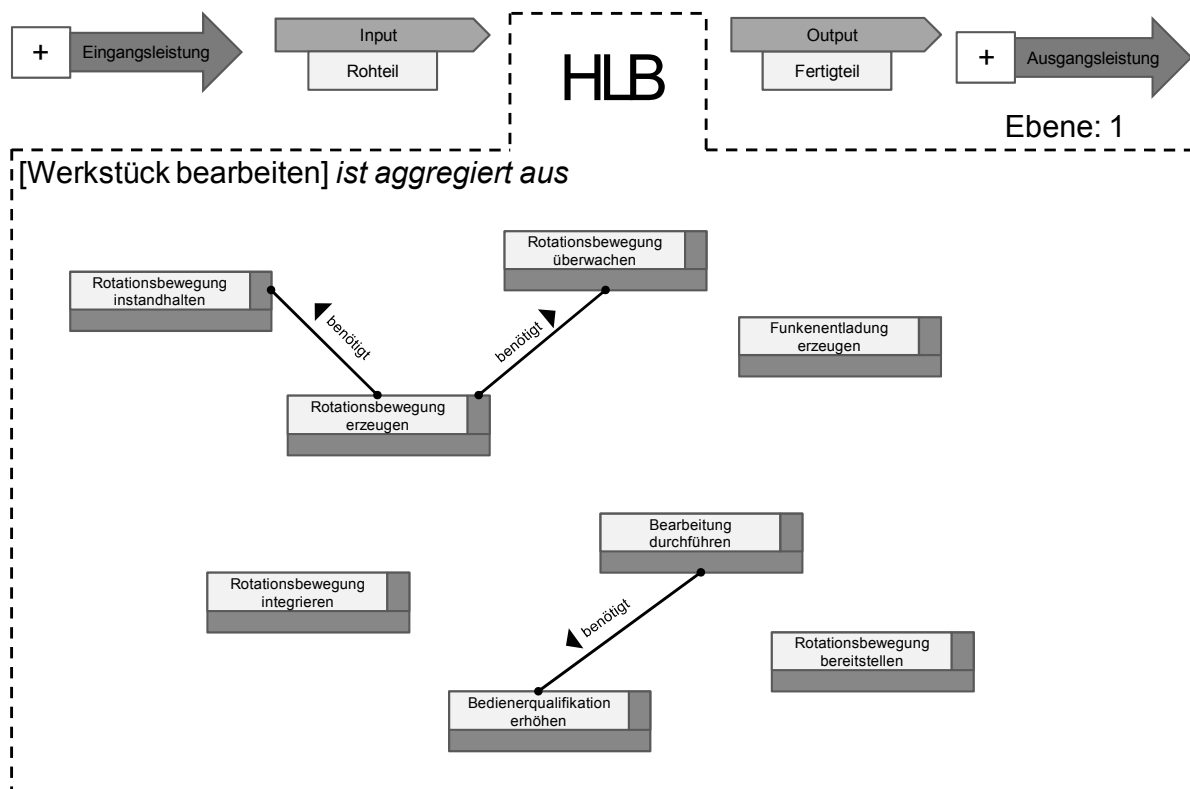 +
Eingangsleistung
Input
Rohteil
HLB
Output
Fertigteil
+
Ausgangsleistung
Ebene: 1
[Werkstück bearbeiten] ist aggregiert aus
Rotationsbewegung
überwachen
Rotationsbewegung
instandhalten
benötigt
benötigt
Funkenentladung
erzeugen
Rotationsbewegung
erzeugen
Bearbeitung
durchführen
Rotationsbewegung
integrieren
benötigt
Rotationsbewegung
bereitstellen
Bedienerqualifikation
erhöhen